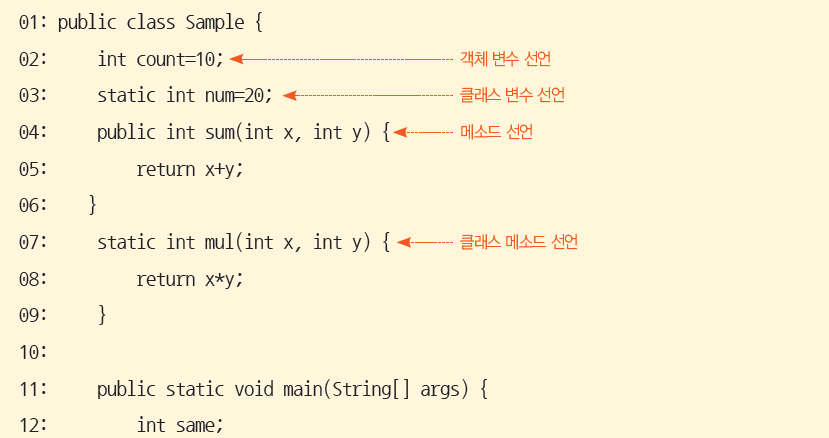 01: public class Sample {
02: int count=10; 객체 변수 선언
03: static int num=20; 클래스 변수 선언
04: public int sum(int x, int y) { 메소드 선언
05: return x+y;
06: }
07: static int mul(int x, int y) { 클래스 메소드 선언
08: return x*y;
09: }
10:
11: public static void main(String[] args) {
12: int same;